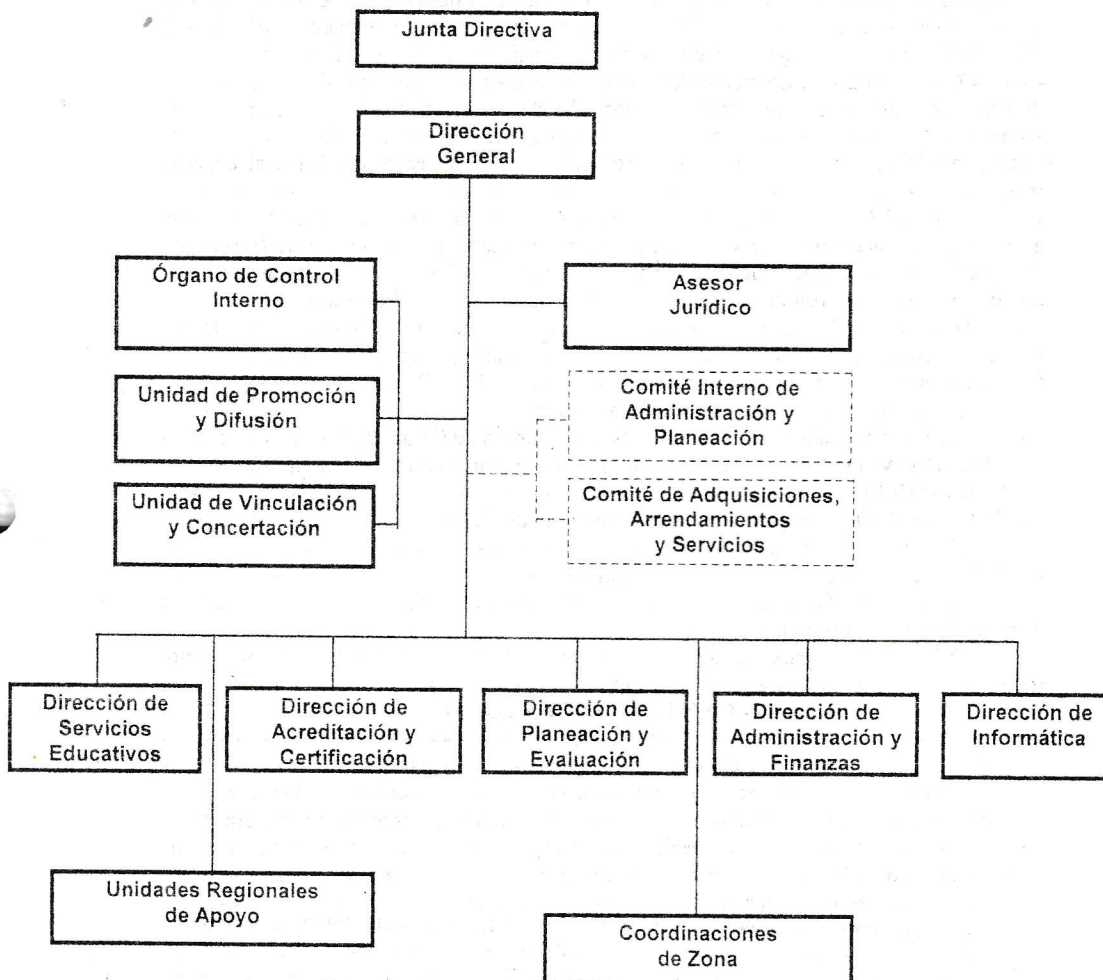 Junta Directiva
Dirección
General
Órgano de Control
Interno
Asesor
Jurídico
Unidad de Promoción
y Difusión
Comité Interno de
Administración y
Planeación
Unidad de Vinculación
y Concertación
Comité de Adquisiciones,
Arrendamientos
y Servicios
Dirección de
Servicios
Educativos
Dirección de
Acreditación y
Certificación
Dirección de
Planeación y
Evaluación
Dirección de
Administración y
Finanzas
Dirección de
Informática
Unidades Regionales
de Apoyo
Coordinaciones
de Zona